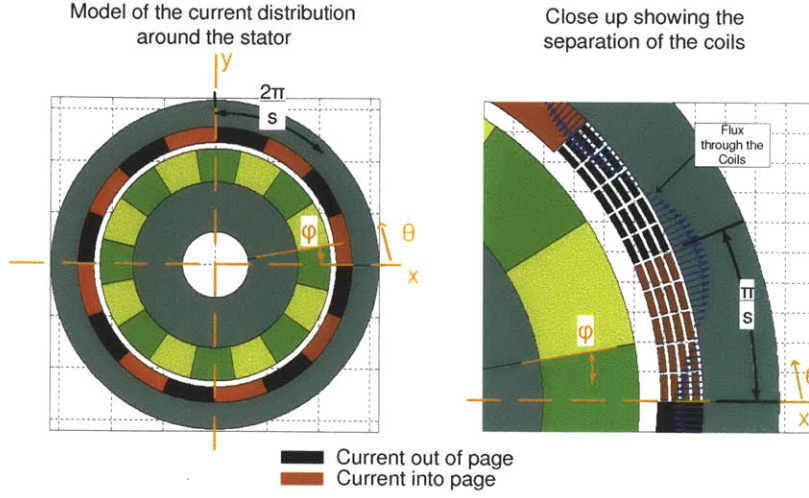 Model of the current distribution
around the stator
y
2π
s
φ
θ
x
Close up showing the
separation of the coils
Flux
through the
Coils
π
s
φ
θ
x
Current out of page
Current into page